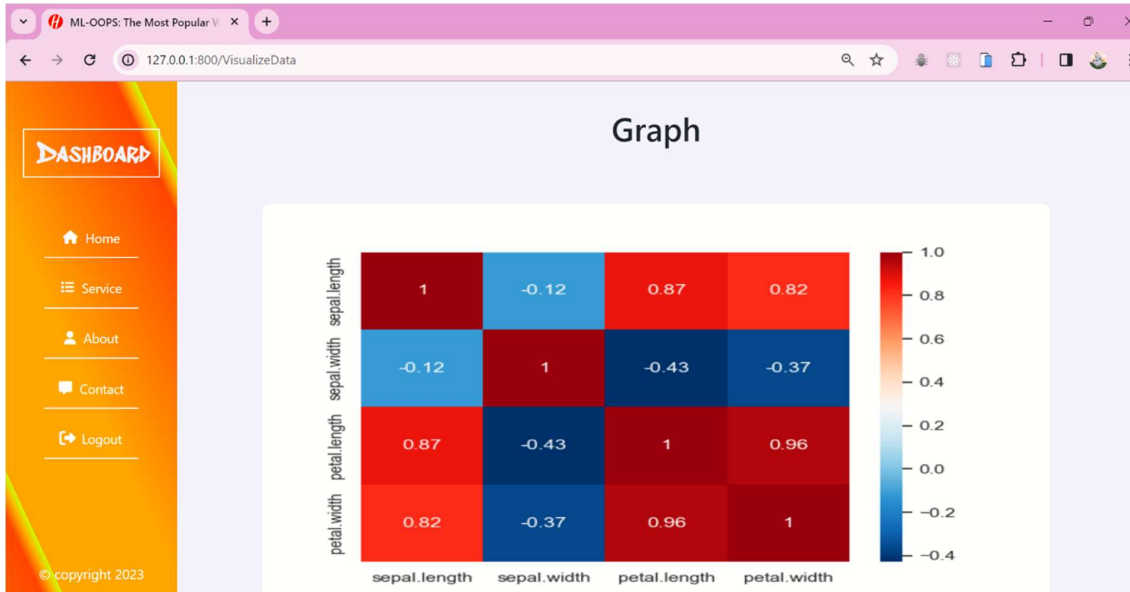 ML-OOPS: The Most Popular W
127.0.0.1:800/VisualizeData
DASHBOARD
Home
Service
About
Contact
Logout
© copyright 2023
Graph
sepal.length
1 -0.12 0.87 0.82
sepal.width
-0.12 1 -0.43 -0.37
petal.length
0.87 -0.43 1 0.96
petal.width
0.82 -0.37 0.96 1
sepal.length sepal.width petal.length petal.width
1.0
0.8
0.6
0.4
0.2
0.0
−0.2
−0.4